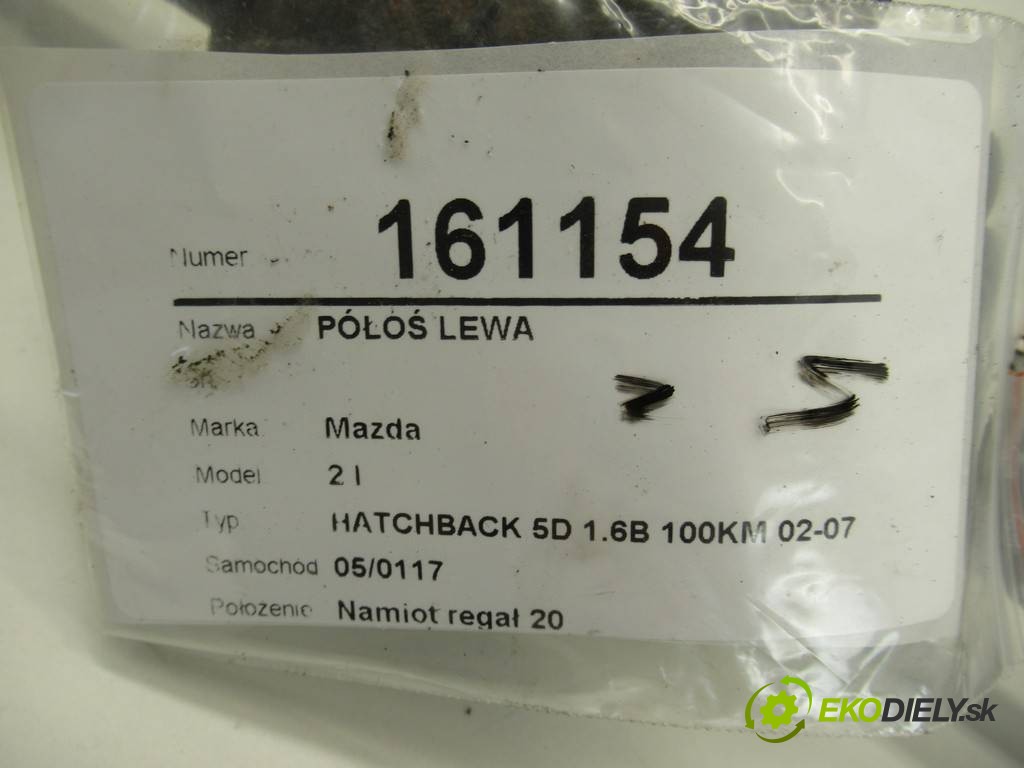 Numer 161154
Nazwa PÓŁOŚ LEWA
Marka Mazda
Model 2 I
Typ HATCHBACK 5D 1.6B 100KM 02-07
Samochód 05/0117
Położenie Namiot regał 20
EKODIELY.sk